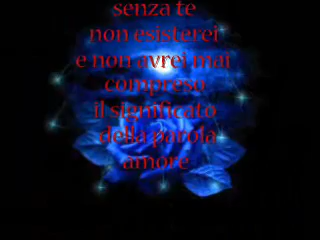 senza te
non esisterei
e non avrei mai
compreso
il significato
della parola
amore